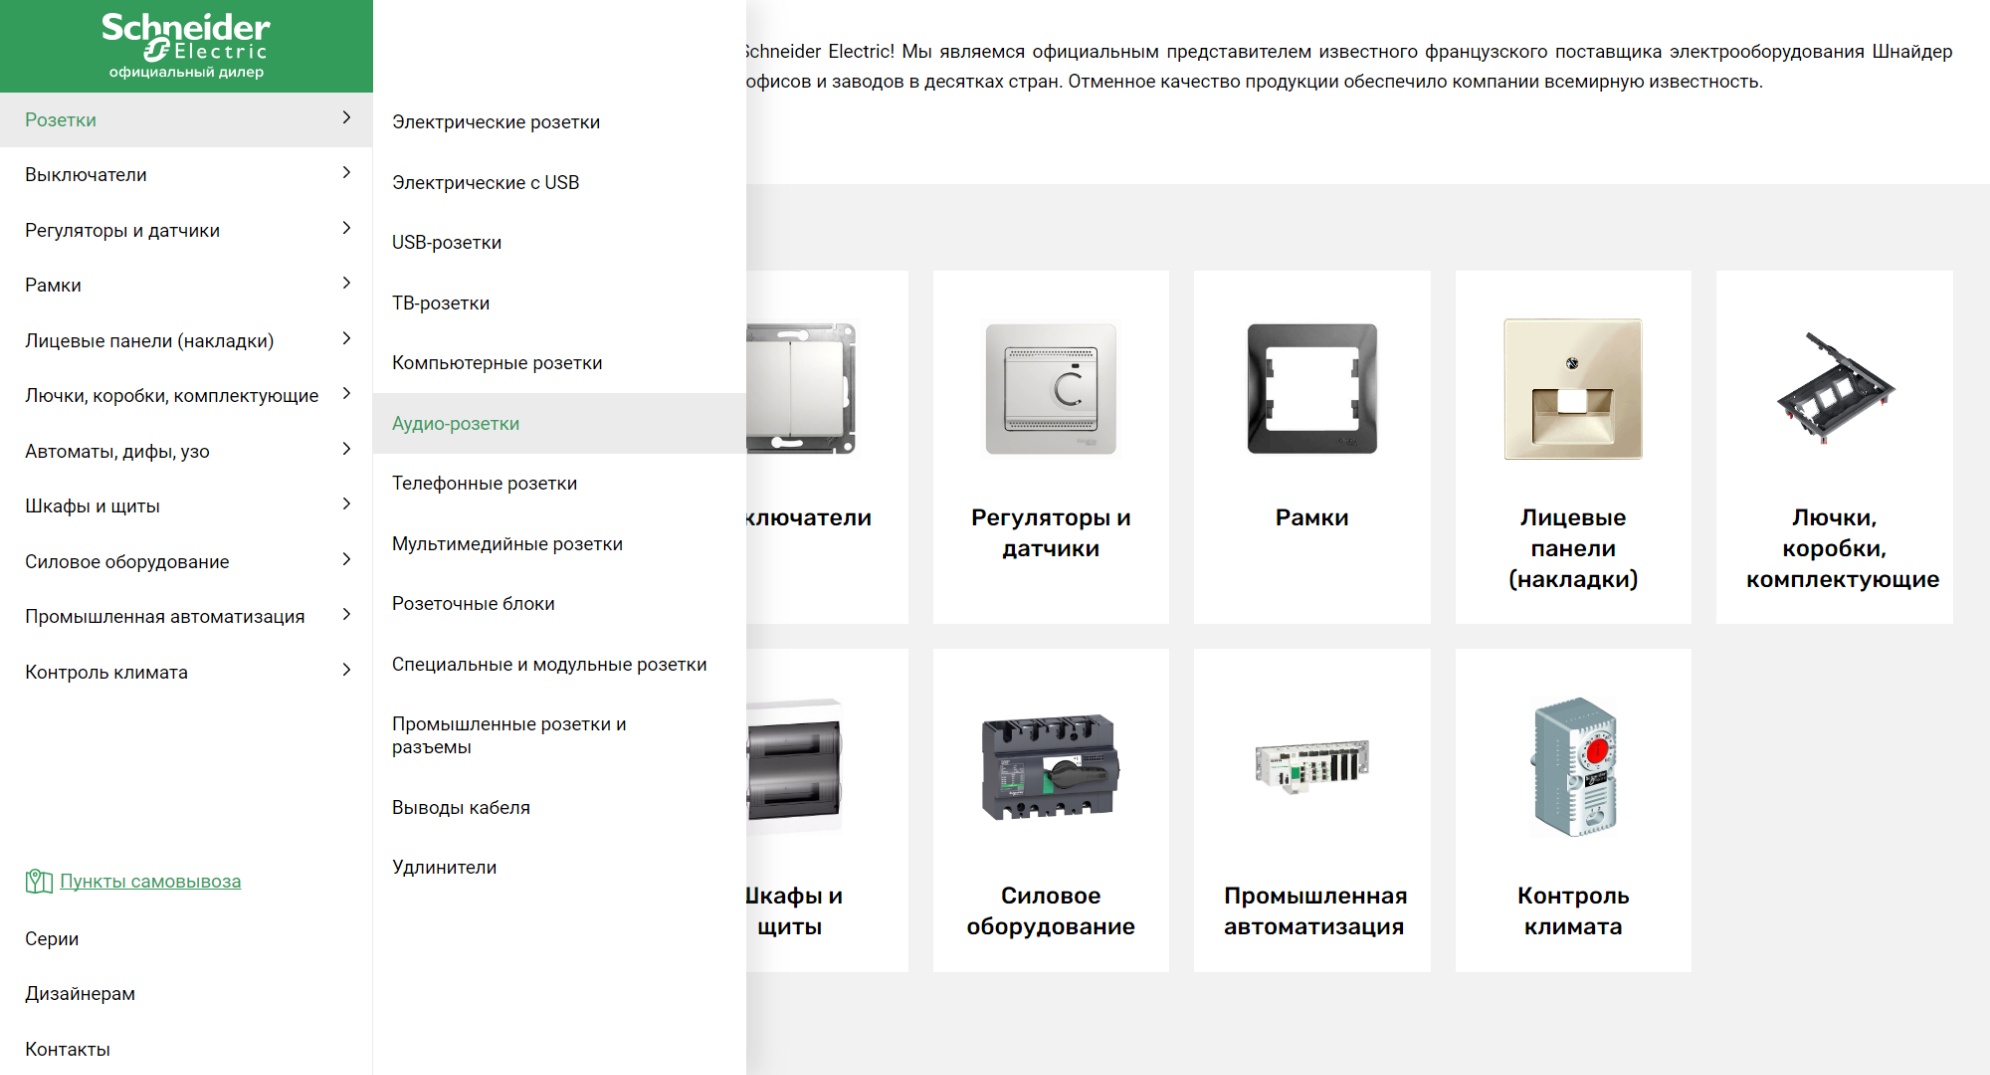 Schneider
Electric
официальный дилер
Розетки
Выключатели
Регуляторы и датчики
Рамки
Лицевые панели (накладки)
Лючки, коробки, комплектующие
Автоматы, дифы, узо
Шкафы и щиты
Силовое оборудование
Промышленная автоматизация
Контроль климата
Пункты самовывоза
Серии
Дизайнерам
Контакты
Электрические розетки
Электрические с USB
USB-розетки
ТВ-розетки
Компьютерные розетки
Аудио-розетки
Телефонные розетки
Мультимедийные розетки
Розеточные блоки
Специальные и модульные розетки
Промышленные розетки и
разъемы
Выводы кабеля
Удлинители
Schneider Electric! Мы являемся официальным представителем известного французского поставщика электрооборудования Шнайдер
офисов и заводов в десятках стран. Отменное качество продукции обеспечило компании всемирную известность.
ключатели
Регуляторы и
датчики
Рамки
Лицевые
панели
(накладки)
Лючки,
коробки,
комплектующие
Шкафы и
щиты
Силовое
оборудование
Промышленная
автоматизация
Контроль
климата